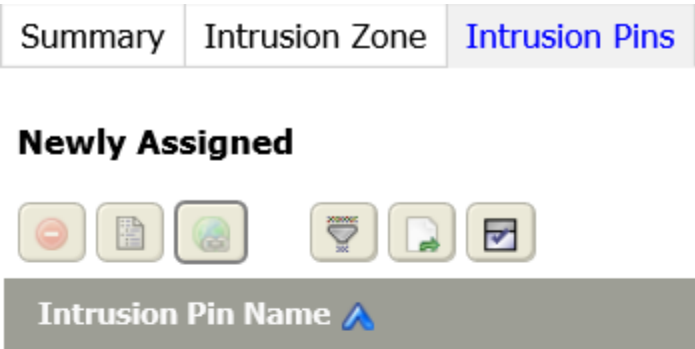 Summary Intrusion Zone Intrusion Pins
Newly Assigned
Intrusion Pin Name